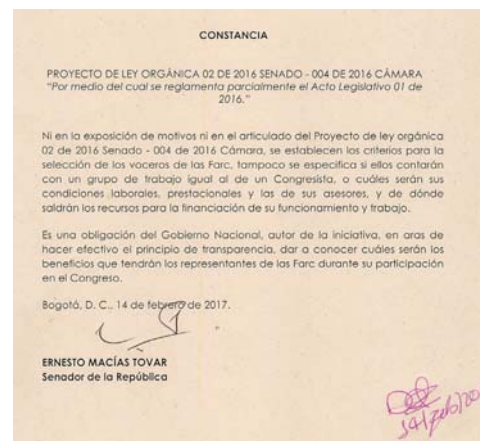 CONSTANCIA
PROYECTO DE LEY ORGÁNICA 02 DE 2016 SENADO - 004 DE 2016 CÁMARA
"Por medio del cual se reglamenta parcialmente el Acto Legislativo 01 de
2016."
Ni en la exposición de motivos ni en el articulado del Proyecto de ley orgánica
02 de 2016 Senado - 004 de 2016 Cámara, se establecen los criterios para la
selección de los voceros de las Farc, tampoco se especifica si ellos contarán
con un grupo de trabajo igual al de un Congresista, o cuáles serán sus
condiciones laborales, prestacionales y las de sus asesores, y de dónde
saldrán los recursos para la financiación de su funcionamiento y trabajo.
Es una obligación del Gobierno Nacional, autor de la iniciativa, en aras de
hacer efectivo el principio de transparencia, dar a conocer cuáles serán los
beneficios que tendrán los representantes de las Farc durante su participación
en el Congreso.
Bogotá, D. C., 14 de febrero de 2017.
ERNESTO MACÍAS TOVAR
Senador de la República